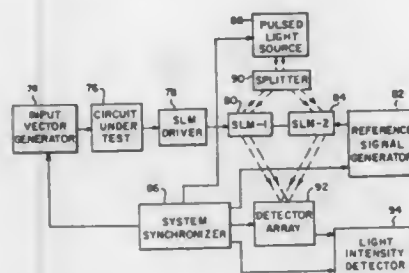 88
PULSED
LIGHT
SOURCE
90
SPLITTER
74
INPUT
VECTOR
GENERATOR
76
CIRCUIT
UNDER
TEST
78
SLM
DRIVER
80
SLM-1
84
SLM-2
82
REFERENCE
SIGNAL
GENERATOR
86
SYSTEM
SYNCHRONIZER
92
DETECTOR
ARRAY
94
LIGHT
INTENSITY
DETECTOR